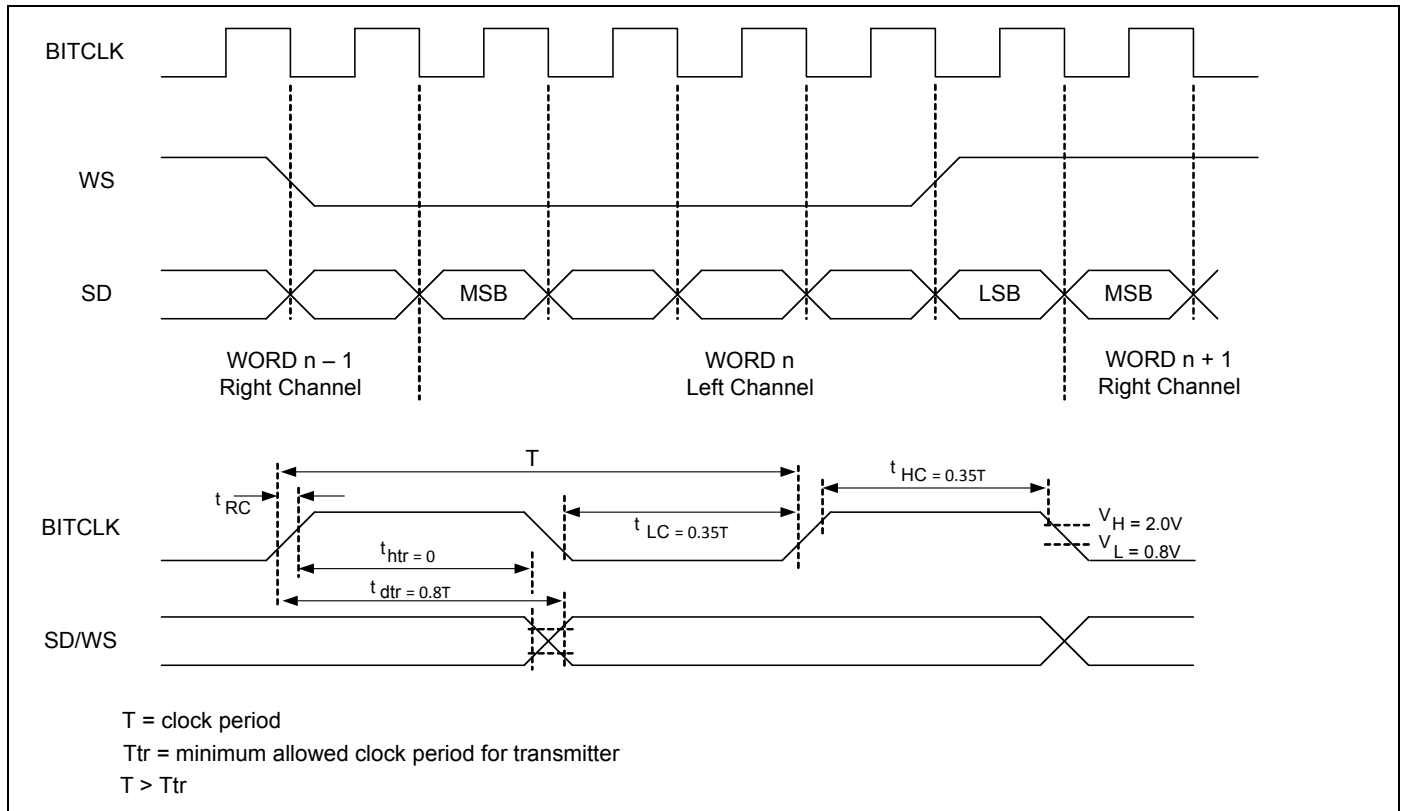 BITCLK
WS
SD
MSB
LSB
MSB
WORD n – 1
Right Channel
WORD n
Left Channel
WORD n + 1
Right Channel
T
t RC
t HC = 0.35T
BITCLK
t LC = 0.35T
V H = 2.0V
V L = 0.8V
t htr = 0
t dtr = 0.8T
SD/WS
T = clock period
Ttr = minimum allowed clock period for transmitter
T > Ttr